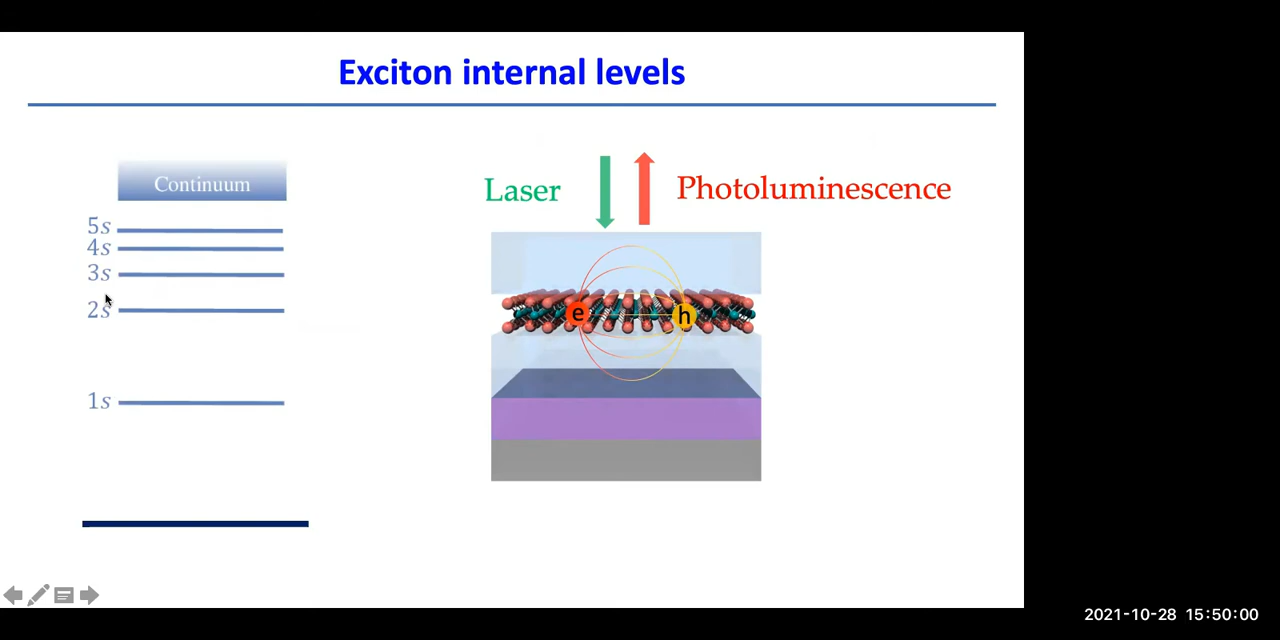 Exciton internal levels
Continuum
5s
4s
3s
2s
1s
Laser
Photoluminescence
e
h
2021-10-28 15:50:00